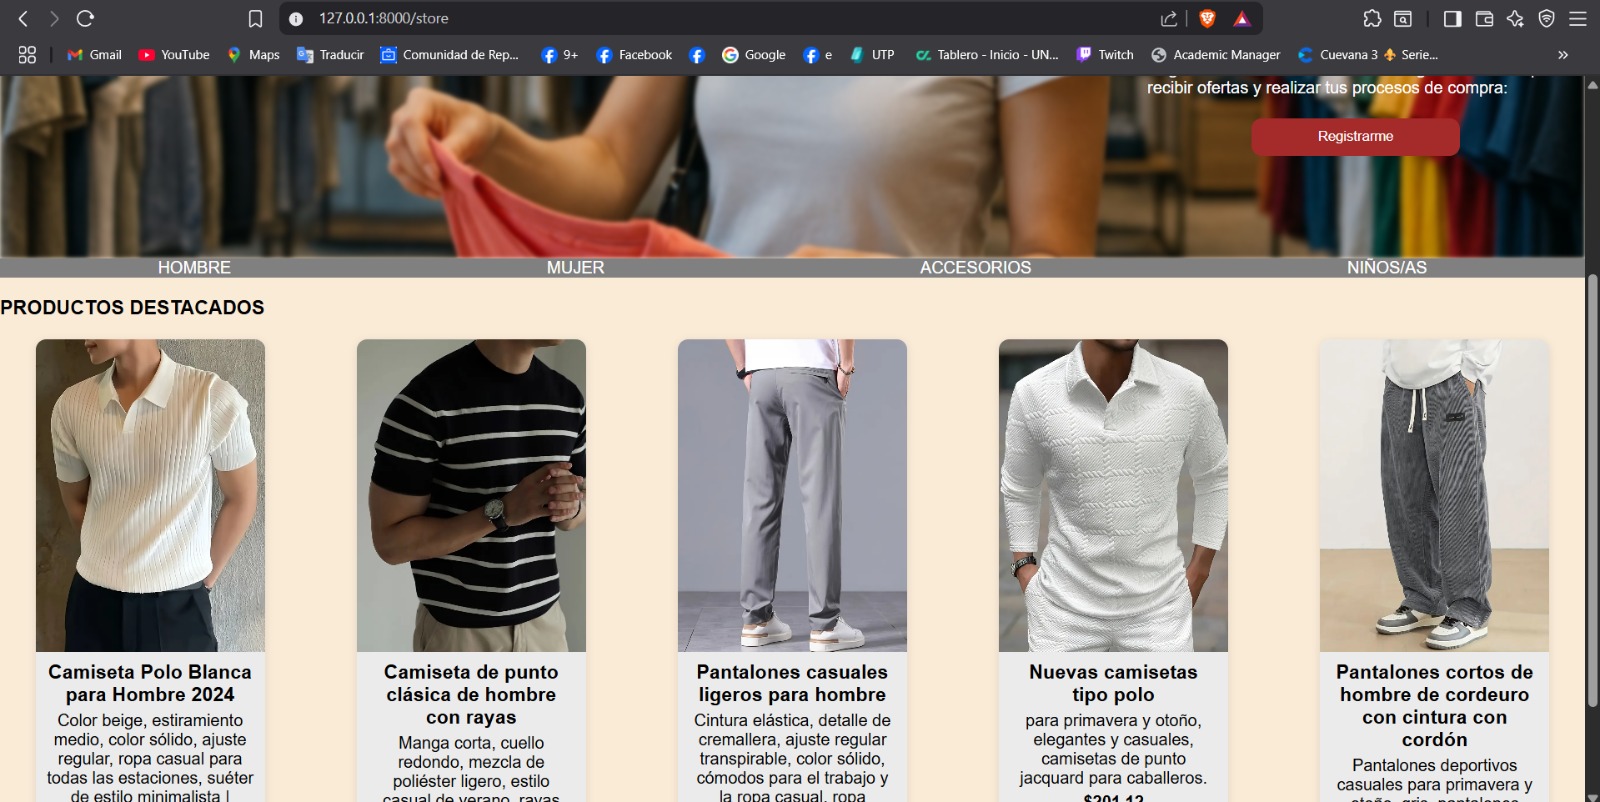 127.0.0.1:8000/store
Gmail YouTube Maps Traducir Comunidad de Rep... 9+ Facebook Google e UTP Tablero - Inicio - UN... Twitch Academic Manager Cuevana 3 Serie... »
recibir ofertas y realizar tus procesos de compra:
Registrarme
HOMBRE MUJER ACCESORIOS NIÑOS/AS
PRODUCTOS DESTACADOS
Camiseta Polo Blanca
para Hombre 2024
Color beige, estiramiento
medio, color sólido, ajuste
regular, ropa casual para
todas las estaciones, suéter
de estilo minimalista |
Camiseta de punto
clásica de hombre
con rayas
Manga corta, cuello
redondo, mezcla de
poliéster ligero, estilo
casual de verano, rayas
Pantalones casuales
ligeros para hombre
Cintura elástica, detalle de
cremallera, ajuste regular
transpirable, color sólido,
cómodos para el trabajo y
la ropa casual, ropa
Nuevas camisetas
tipo polo
para primavera y otoño,
elegantes y casuales,
camisetas de punto
jacquard para caballeros.
$201.12
Pantalones cortos de
hombre de cordeuro
con cintura con
cordón
Pantalones deportivos
casuales para primavera y
otoño, gris, pantalones